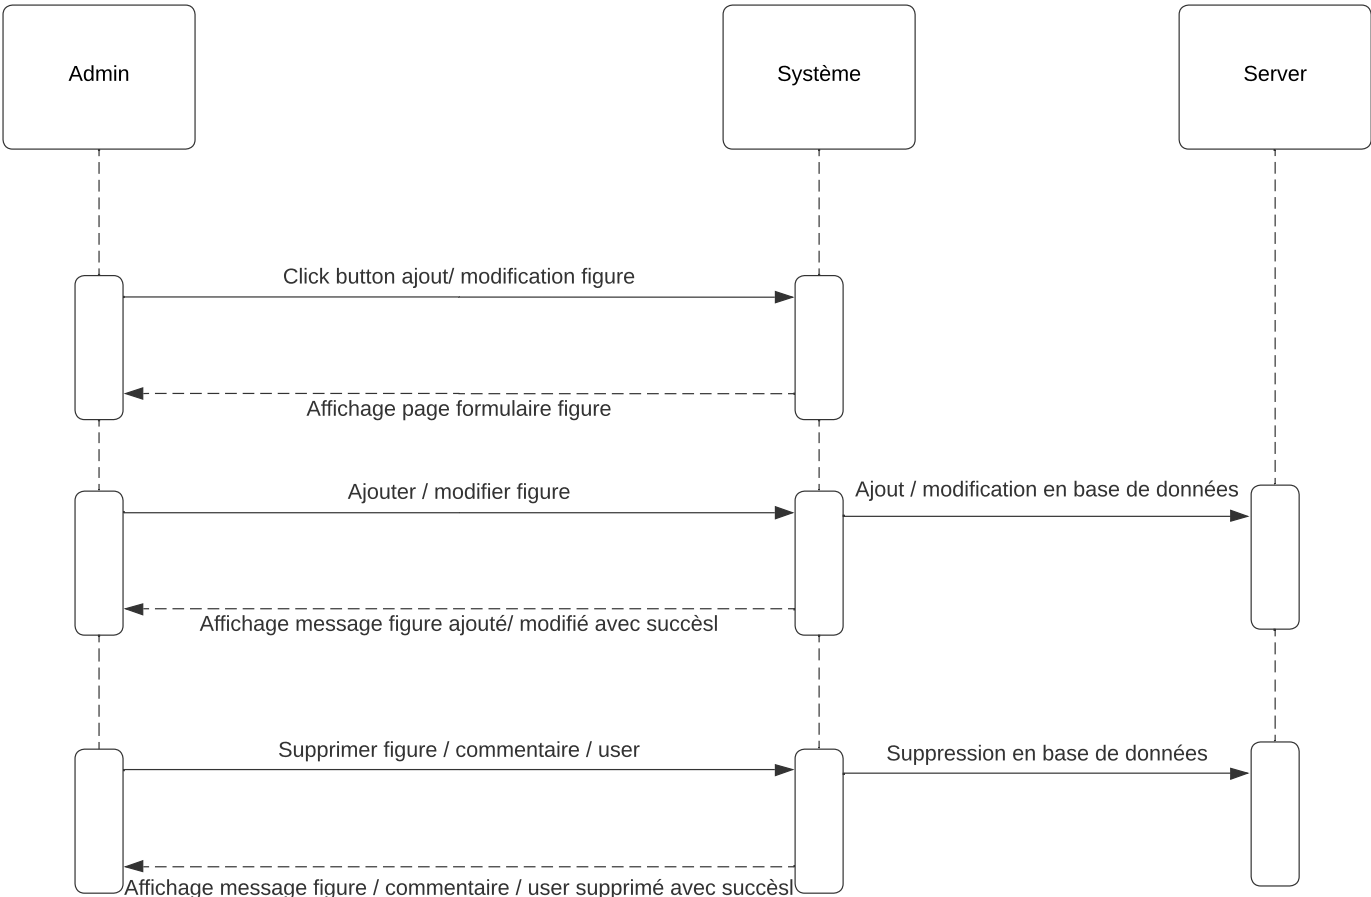 Admin
Système
Server
Click button ajout/ modification figure
Affichage page formulaire figure
Ajouter / modifier figure
Ajout / modification en base de données
Affichage message figure ajouté/ modifié avec succèsl
Supprimer figure / commentaire / user
Suppression en base de données
Affichage message figure / commentaire / user supprimé avec succèsl